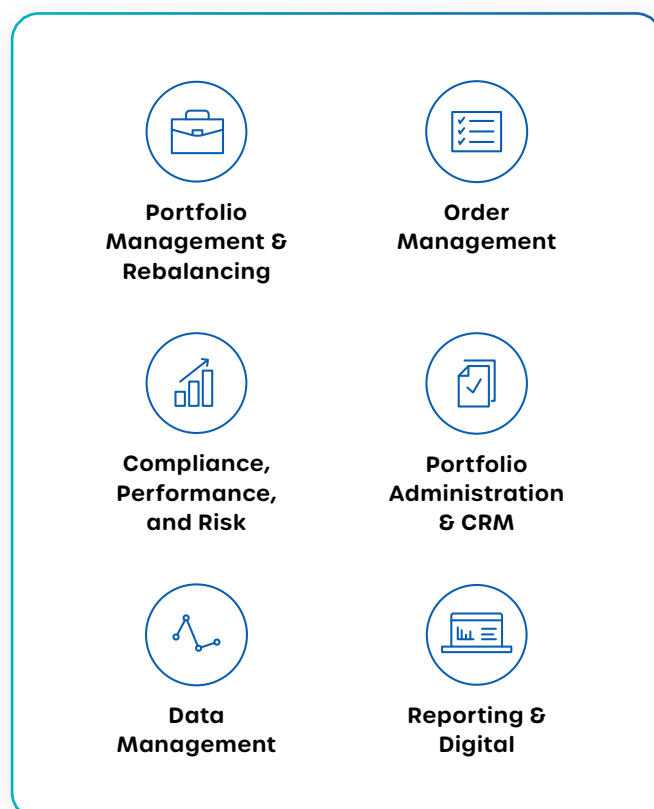 Portfolio
Management &
Rebalancing
Order
Management
Compliance,
Performance,
and Risk
Portfolio
Administration
& CRM
Data
Management
Reporting &
Digital